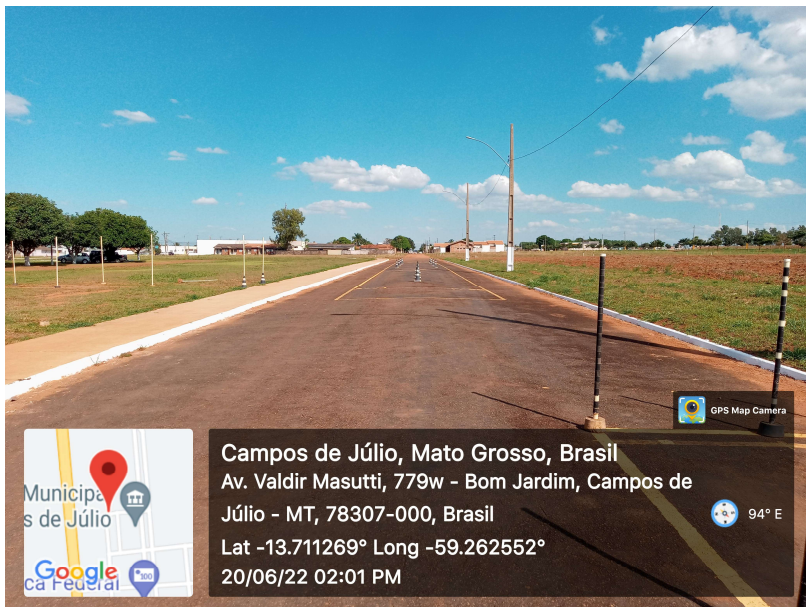 GPS Map Camera
Campos de Júlio, Mato Grosso, Brasil
Av. Valdir Masutti, 779w - Bom Jardim, Campos de
Júlio - MT, 78307-000, Brasil
Lat -13.711269° Long -59.262552°
20/06/22 02:01 PM
94° E
Municipa
s de Júlio
Google
ca Federal